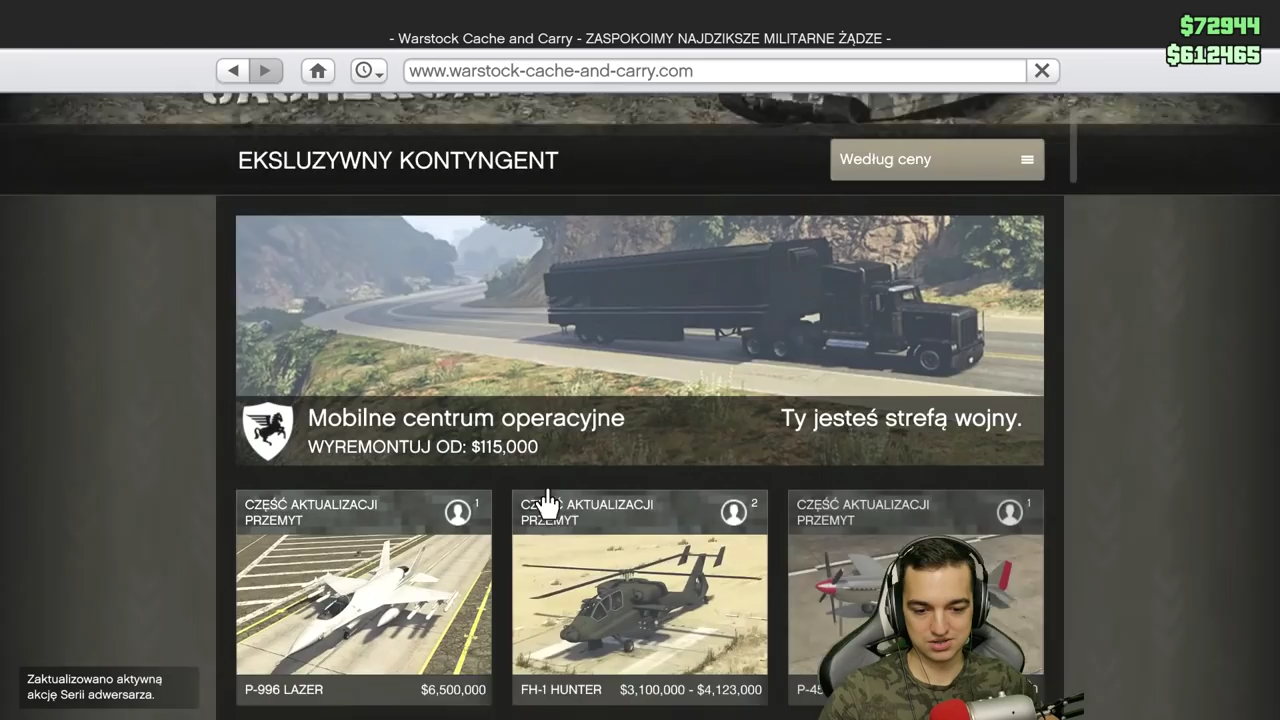 $72944
- Warstock Cache and Carry - ZASPOKOIMY NAJDZIKSZE MILITARNE ŻĄDZE -
$612465
www.warstock-cache-and-carry.com
EKSLUZYWNY KONTYNGENT
Według ceny
Mobilne centrum operacyjne
Ty jesteś strefą wojny.
WYREMONTUJ OD: $115,000
CZĘŚĆ AKTUALIZACJI
PRZEMYT
1
CZĘŚĆ AKTUALIZACJI
PRZEMYT
2
CZĘŚĆ AKTUALIZACJI
PRZEMYT
1
P-996 LAZER
$6,500,000
FH-1 HUNTER
$3,100,000 - $4,123,000
Zaktualizowano aktywną
akcję Serii adwersarza.